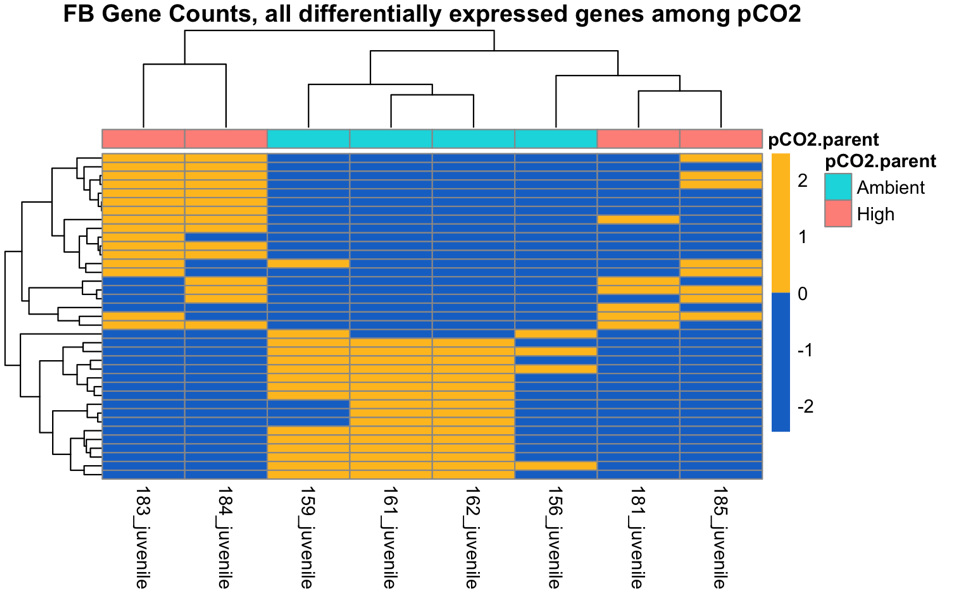 FB Gene Counts, all differentially expressed genes among pCO2
pCO2.parent
pCO2.parent
Ambient
High
2
1
0
-1
-2
183_juvenile
184_juvenile
159_juvenile
161_juvenile
162_juvenile
156_juvenile
181_juvenile
185_juvenile